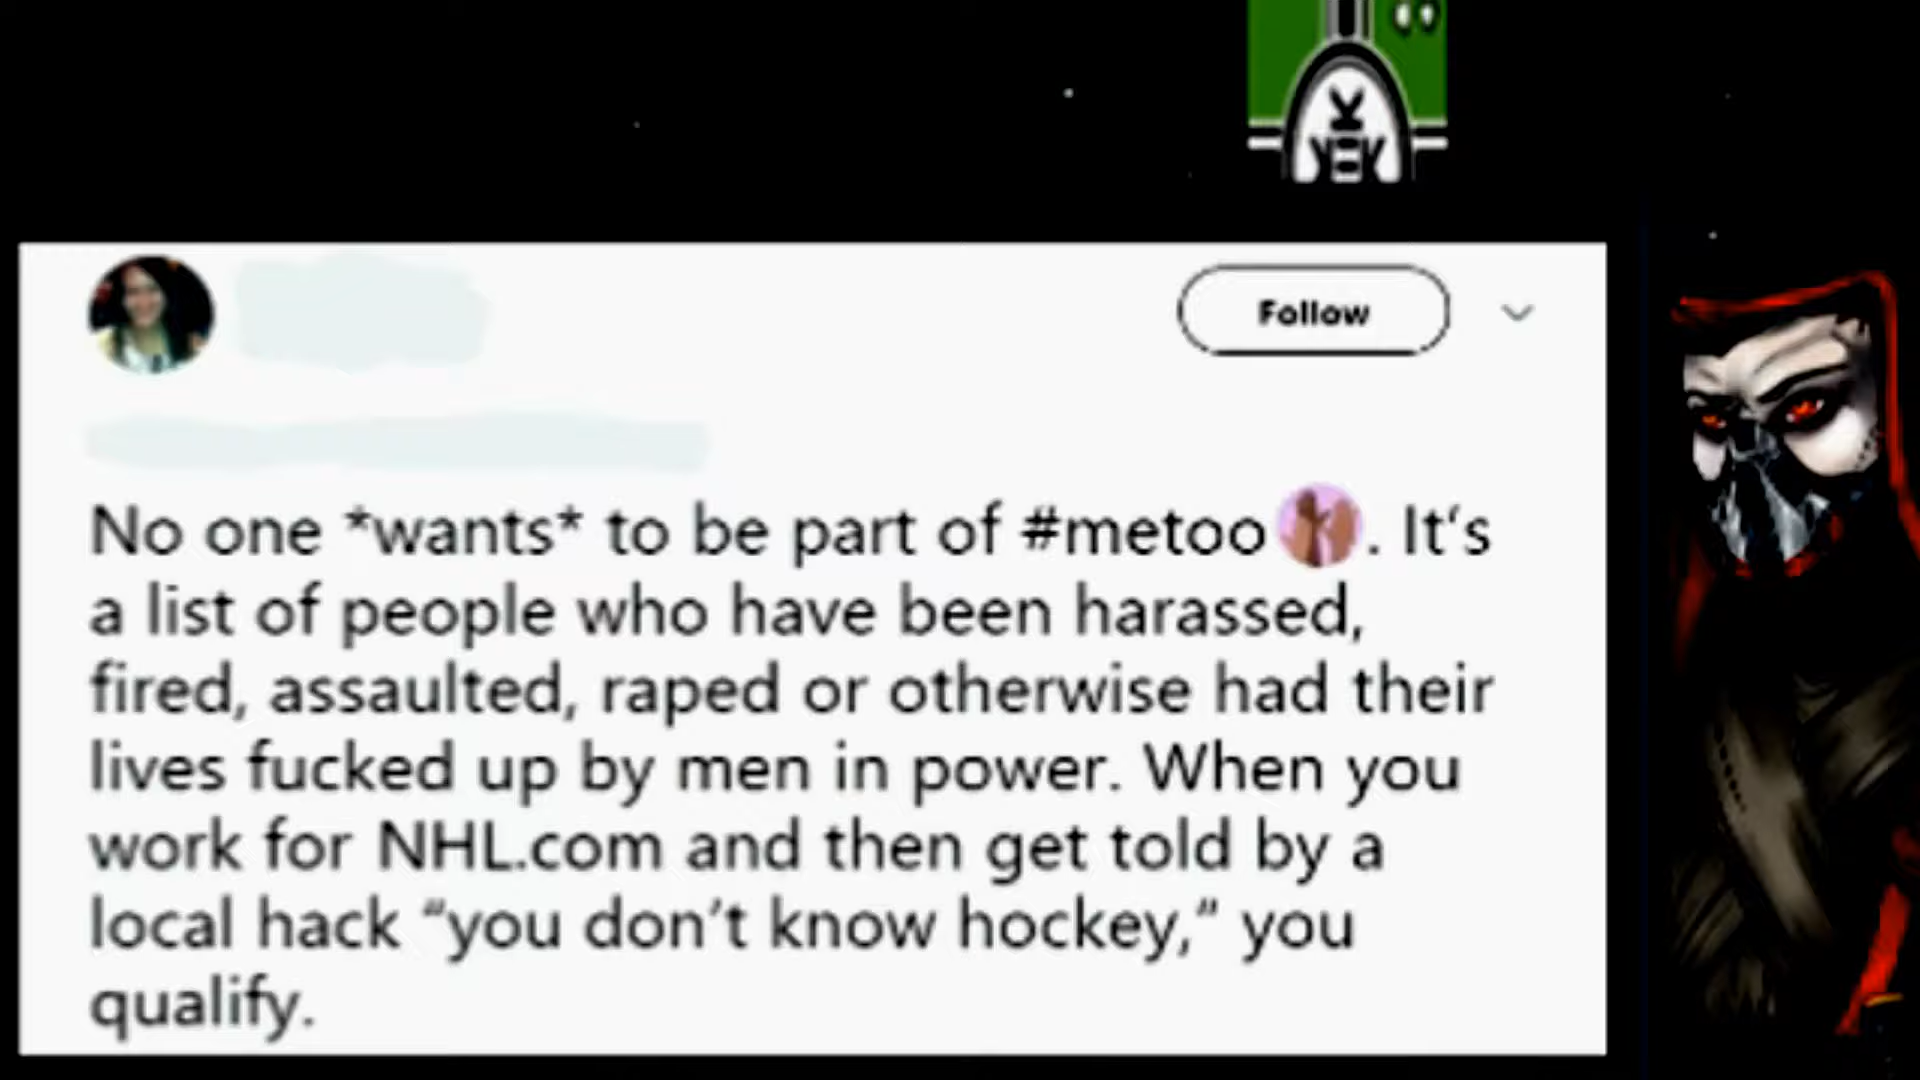 Follow
No one *wants* to be part of #metoo. It's
a list of people who have been harassed,
fired, assaulted, raped or otherwise had their
lives fucked up by men in power. When you
work for NHL.com and then get told by a
local hack “you don’t know hockey,” you
qualify.